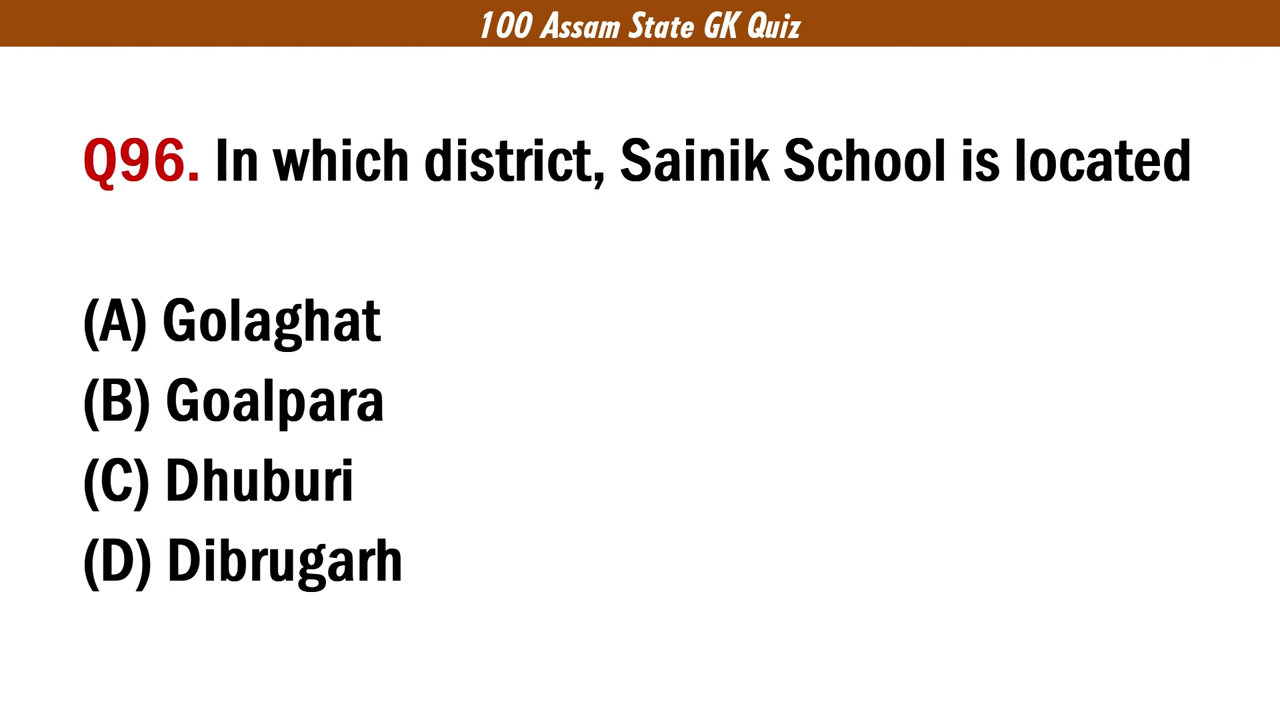 100 Assam State GK Quiz
Q96. In which district, Sainik School is located
(A) Golaghat
(B) Goalpara
(C) Dhuburi
(D) Dibrugarh